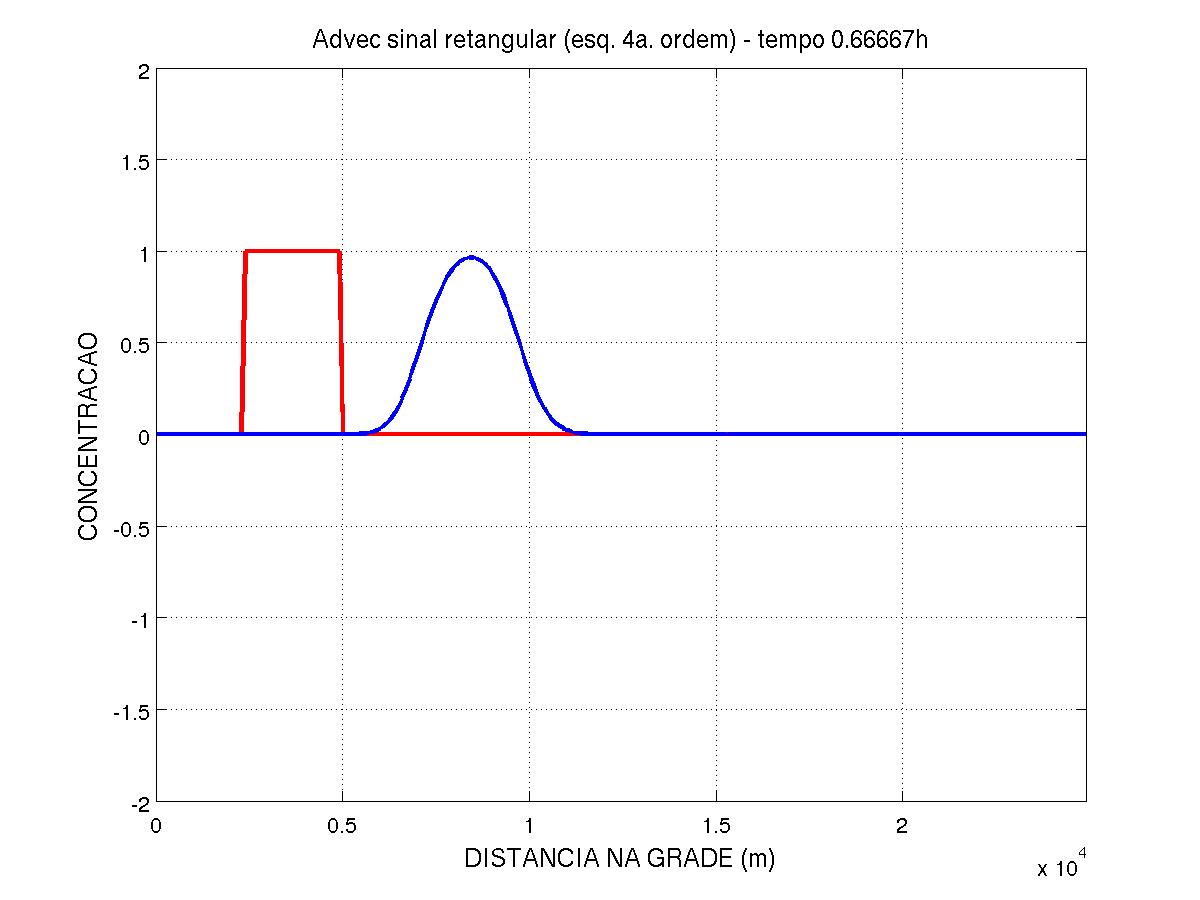 Advec sinal retangular (esq. 4a. ordem) - tempo 0.66667h
2
1.5
1
0.5
0
-0.5
-1
-1.5
-2
CONCENTRACAO
0 0.5 1 1.5 2
x 10^4
DISTANCIA NA GRADE (m)